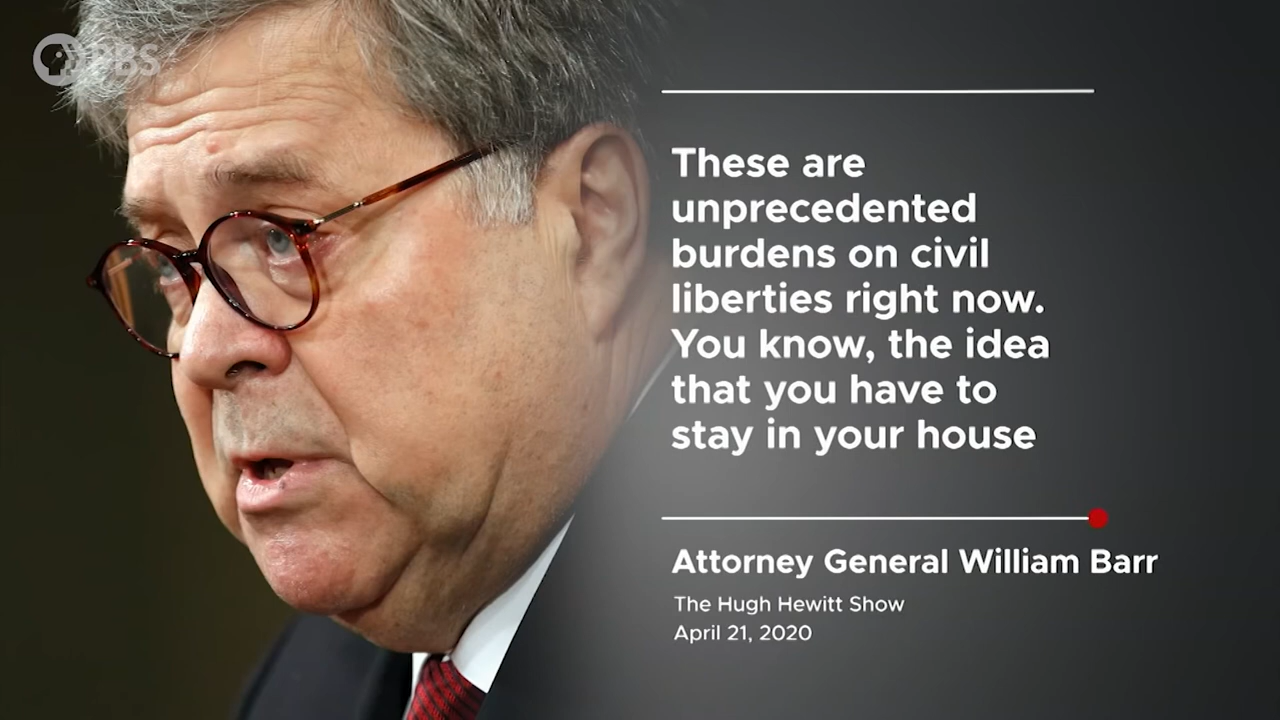 PBS
These are
unprecedented
burdens on civil
liberties right now.
You know, the idea
that you have to
stay in your house
Attorney General William Barr
The Hugh Hewitt Show
April 21, 2020